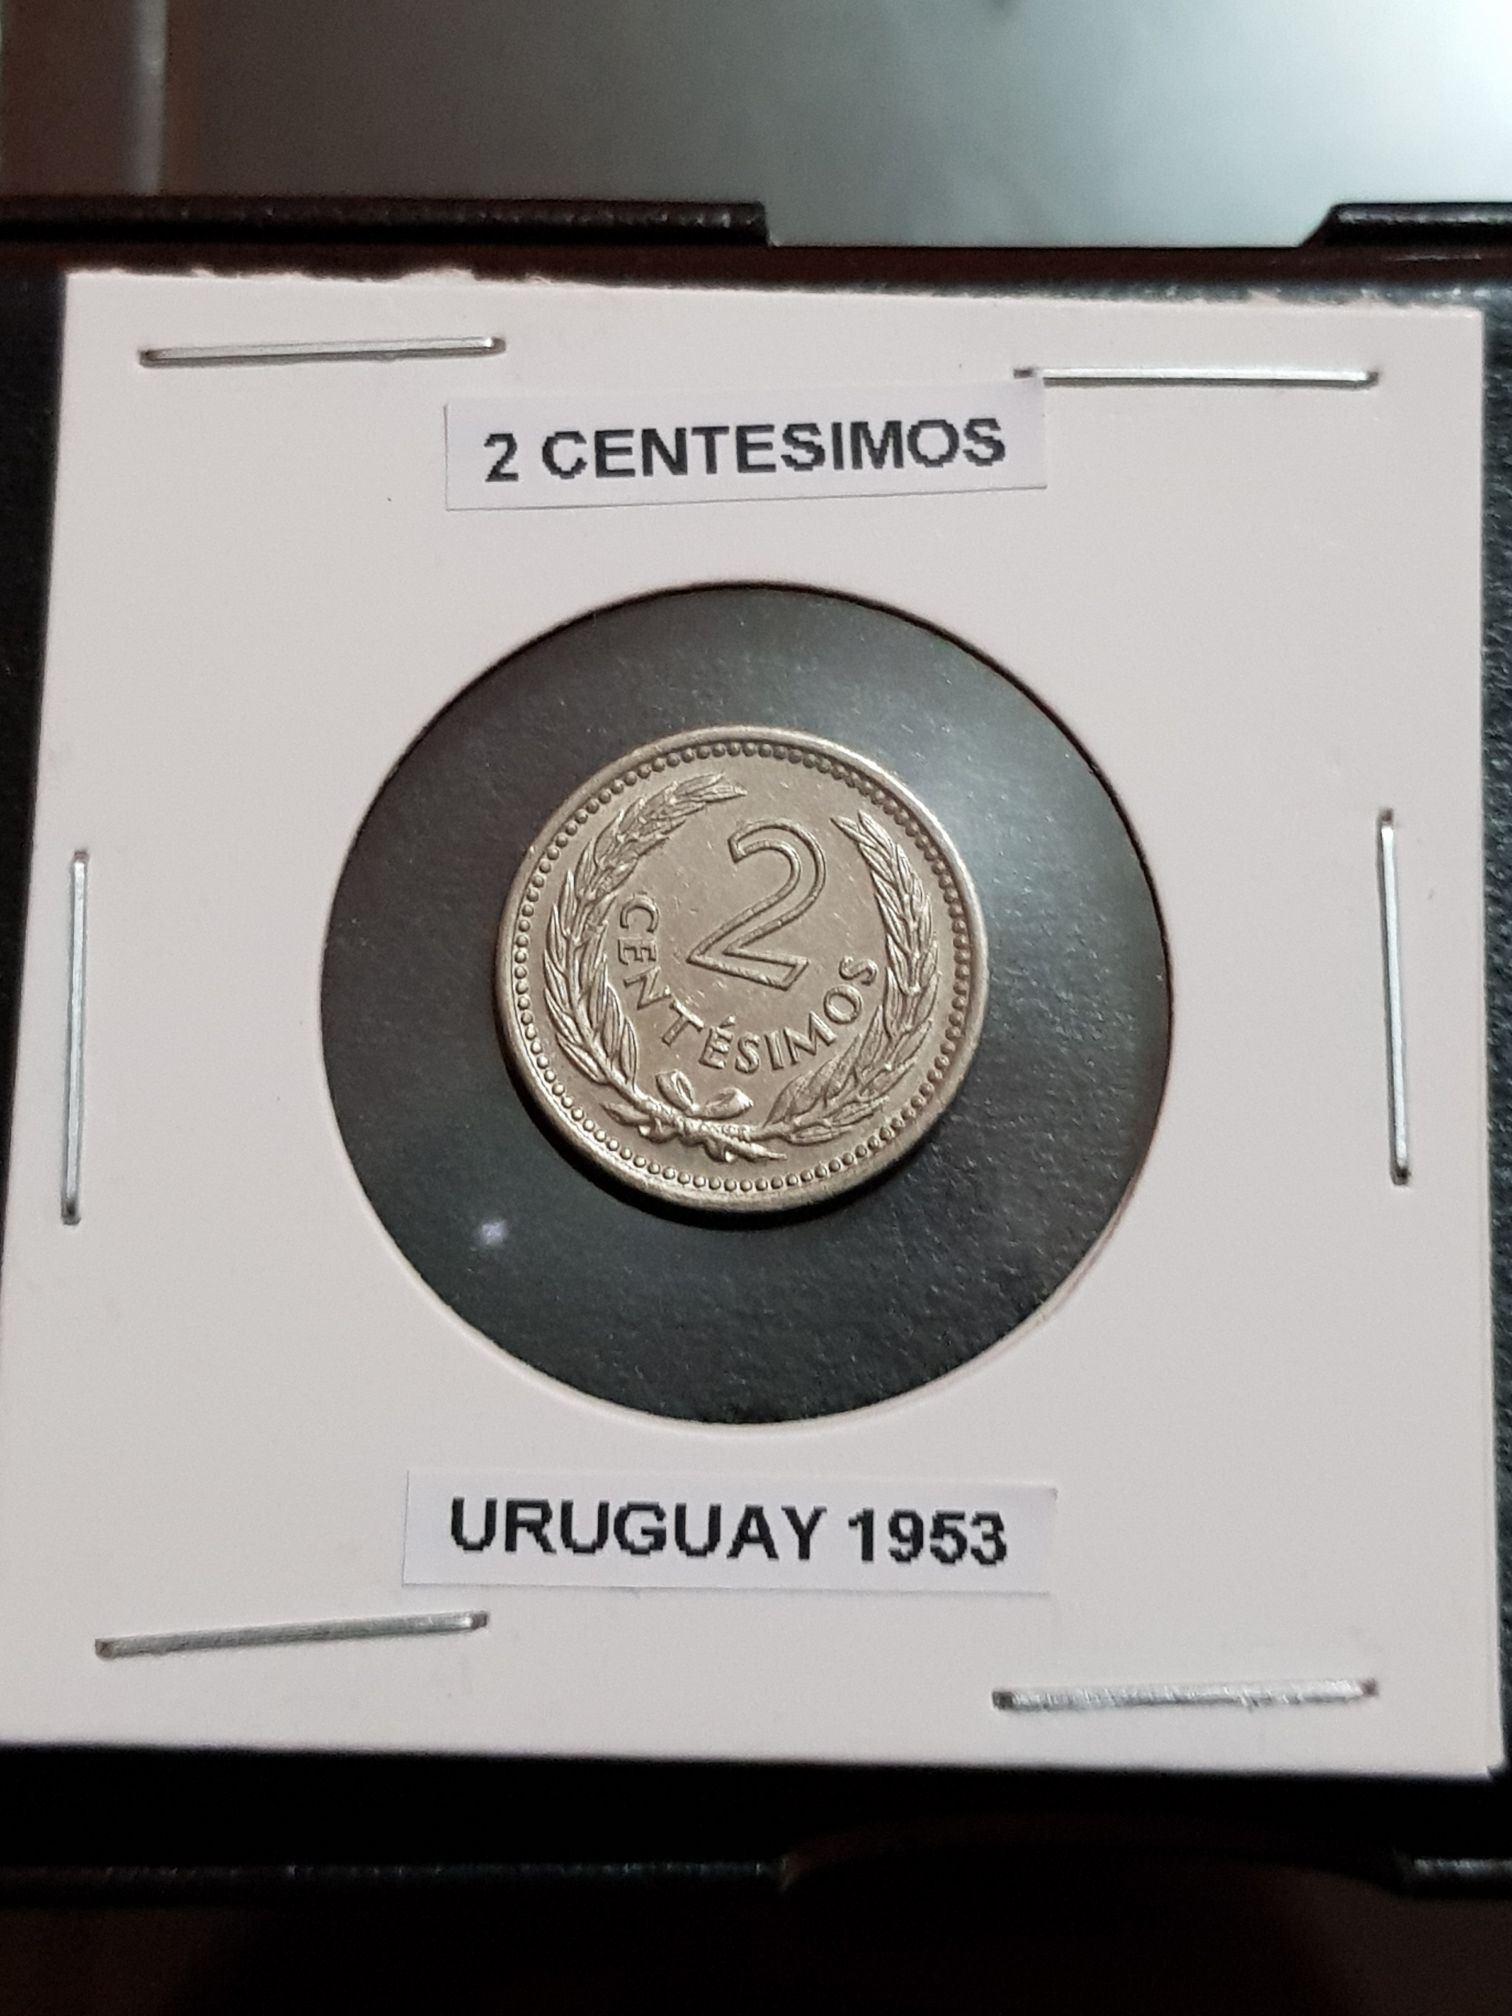 2 CENTESIMOS
2
CENTÉSIMOS
URUGUAY 1953